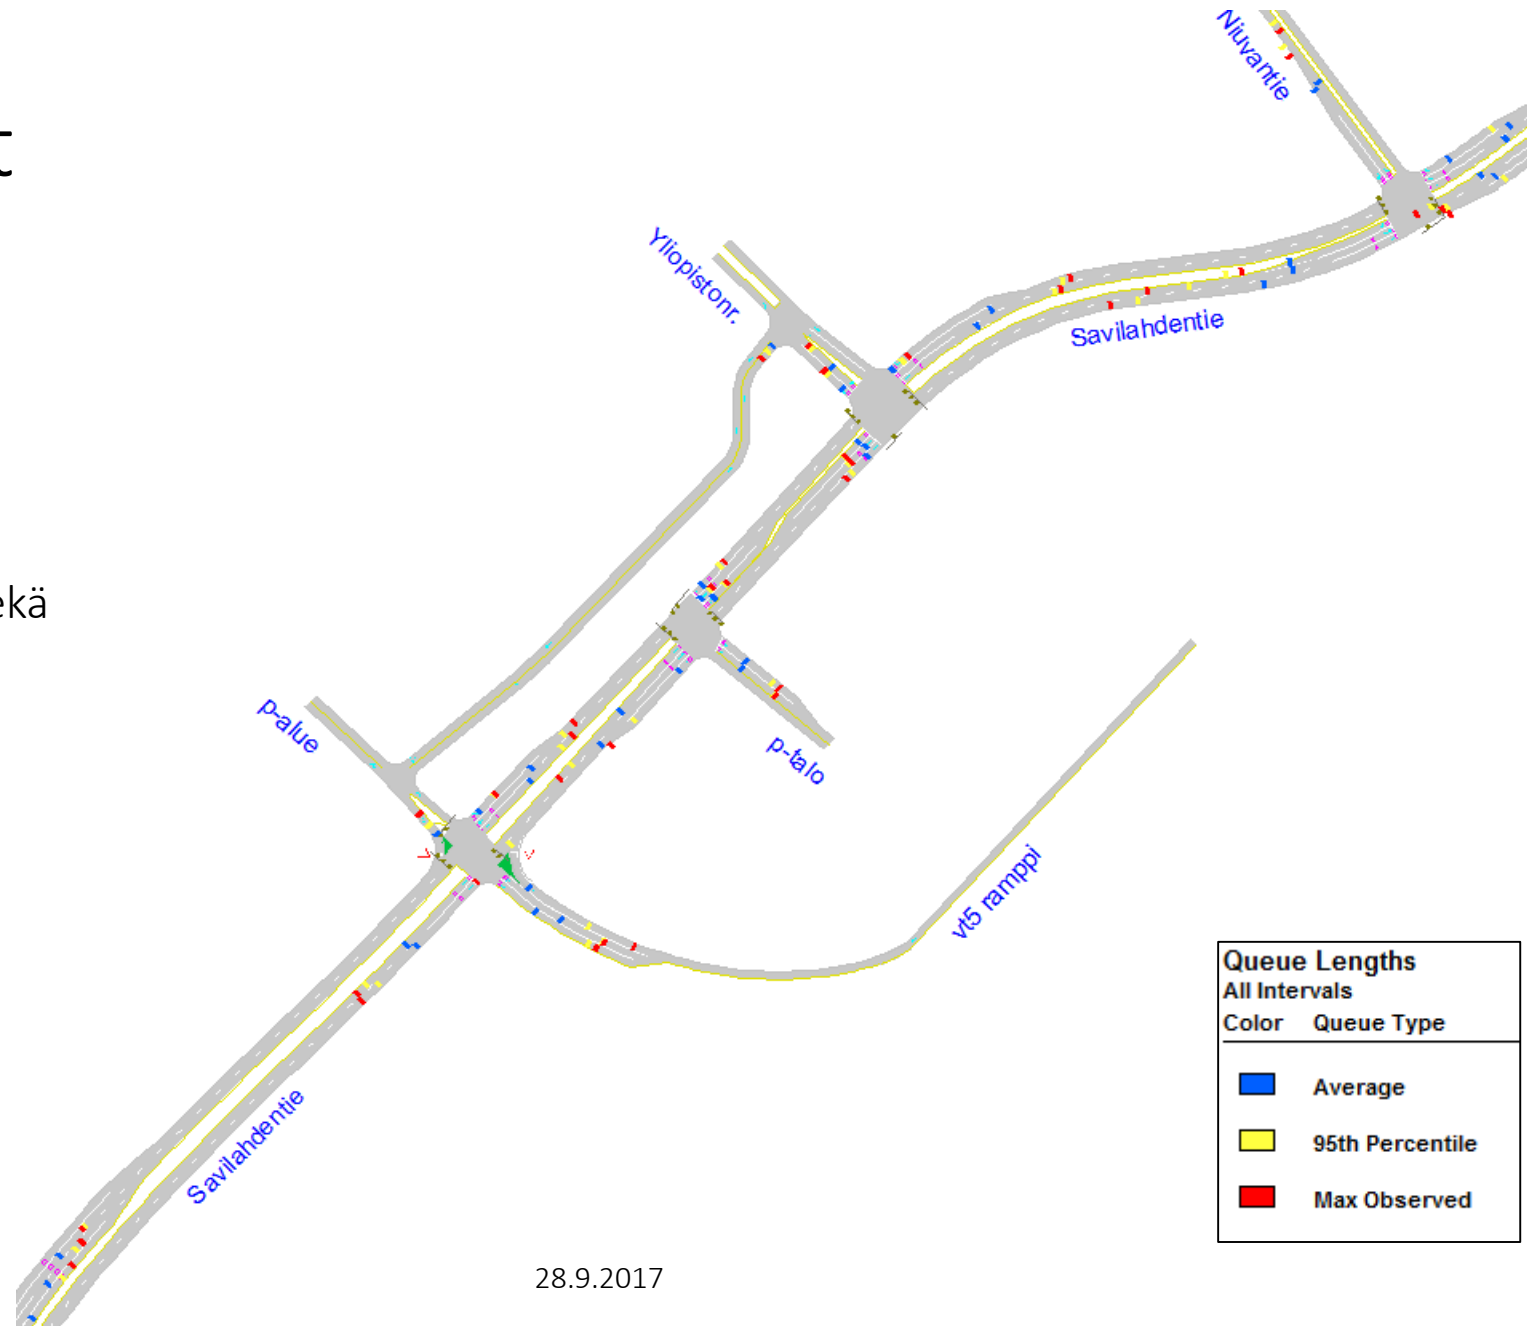 t
ekä
Niuvantie
Yliopistonr.
Savilahdentie
p-alue
p-talo
vt5 ramppi
Savilahdentie
Queue Lengths
All Intervals
Color Queue Type
Average
95th Percentile
Max Observed
28.9.2017